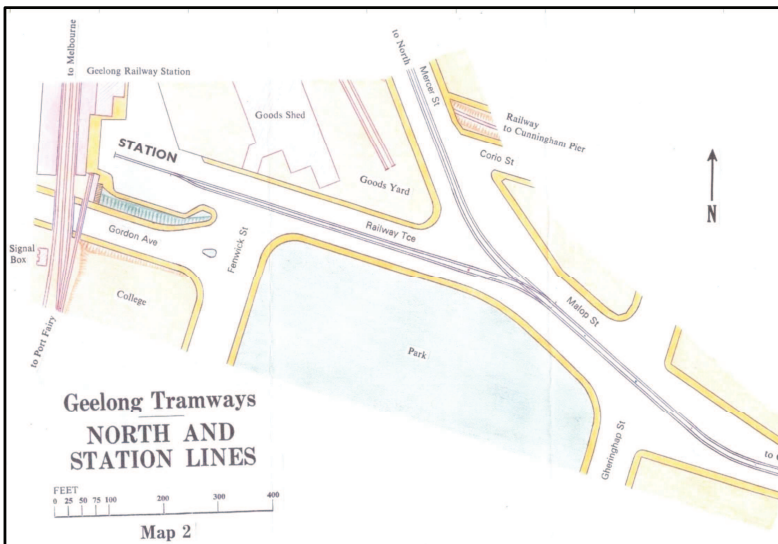 to Melbourne
Geelong Railway Station
to North
Mercer St
Goods Shed
Railway
to Cunningham Pier
Corio St
STATION
Goods Yard
N
Railway Tce
Gordon Ave
Fenwick St
Signal
Box
College
Malop St
Park
to Port Fairy
Gheringhap St
to
Geelong Tramways
NORTH AND
STATION LINES
FEET
0 25 50 75 100 200 300 400
Map 2